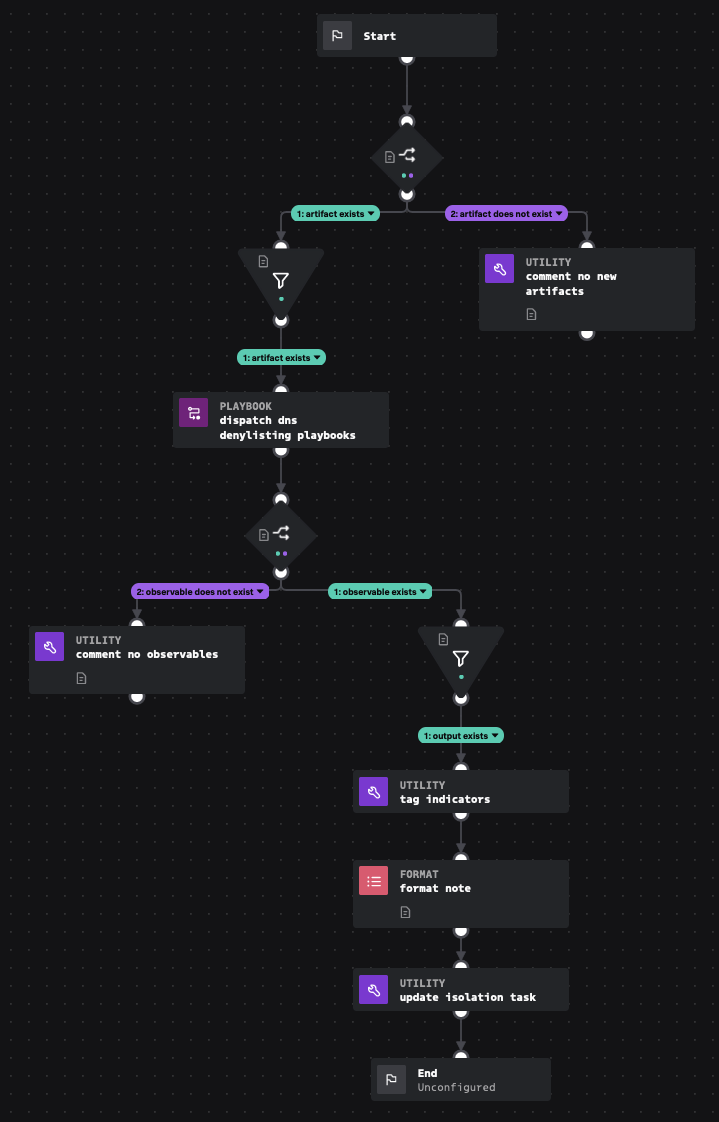 Start
1: artifact exists
2: artifact does not exist
UTILITY
comment no new
artifacts
1: artifact exists
PLAYBOOK
dispatch dns
denylisting playbooks
2: observable does not exist
1: observable exists
UTILITY
comment no observables
1: output exists
UTILITY
tag indicators
FORMAT
format note
UTILITY
update isolation task
End
Unconfigured